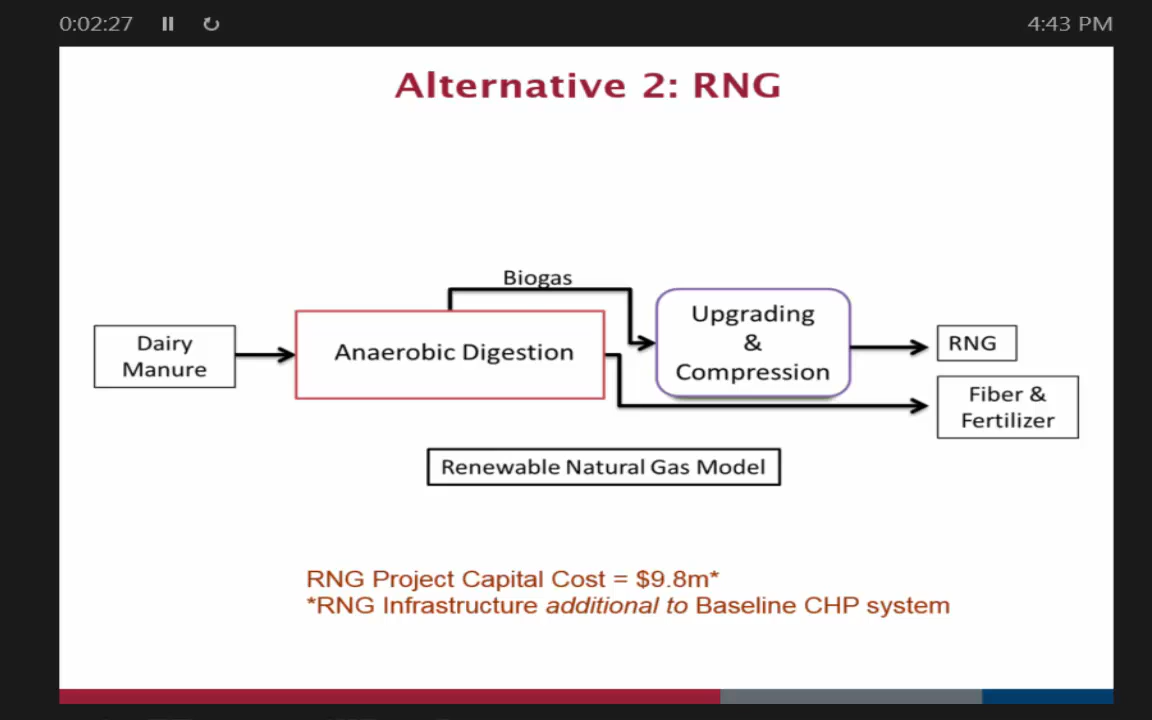 0:02:27
4:43 PM
Alternative 2: RNG
Biogas
Dairy
Manure
Anaerobic Digestion
Upgrading
&
Compression
RNG
Fiber &
Fertilizer
Renewable Natural Gas Model
RNG Project Capital Cost = $9.8m*
*RNG Infrastructure additional to Baseline CHP system